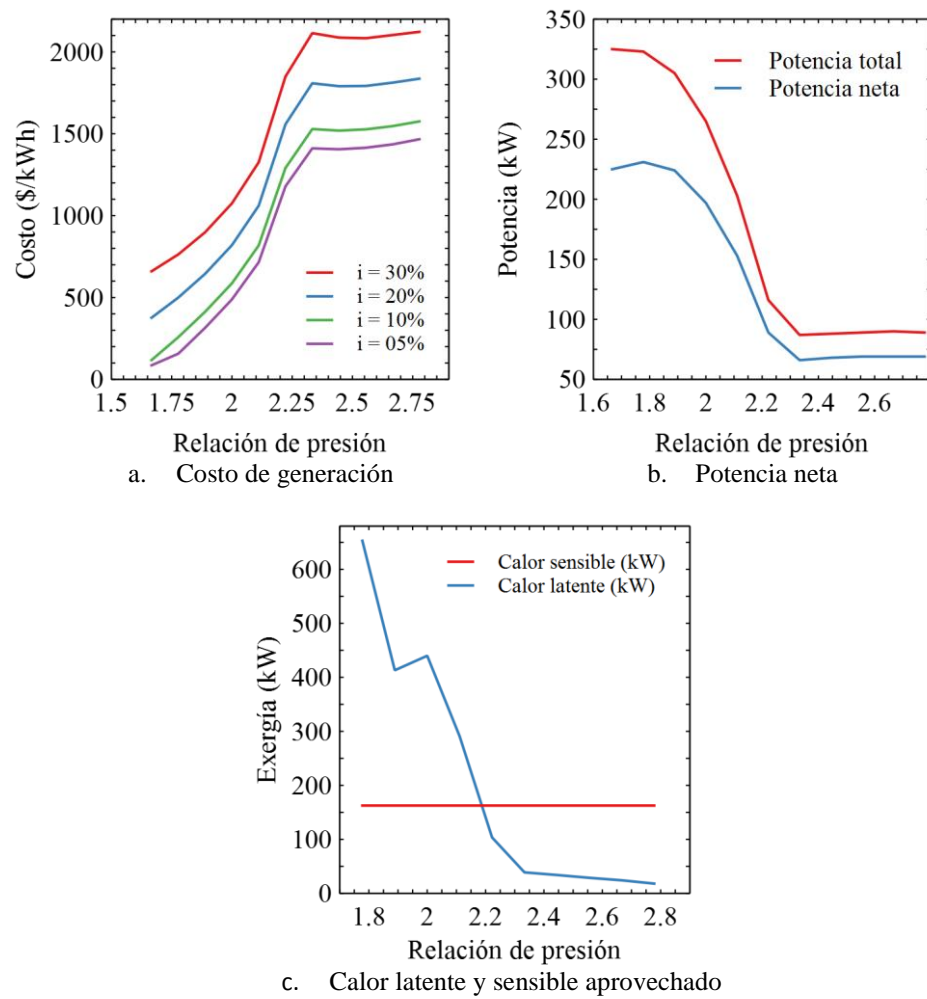 2000
1500
1000
500
0
Costo ($/kWh)
i = 30%
i = 20%
i = 10%
i = 05%
1.5 1.75 2 2.25 2.5 2.75
Relación de presión
a. Costo de generación
350
300
250
200
150
100
50
Potencia (kW)
Potencia total
Potencia neta
1.6 1.8 2 2.2 2.4 2.6
Relación de presión
b. Potencia neta
600
500
400
300
200
100
0
Exergía (kW)
Calor sensible (kW)
Calor latente (kW)
1.8 2 2.2 2.4 2.6 2.8
Relación de presión
c. Calor latente y sensible aprovechado